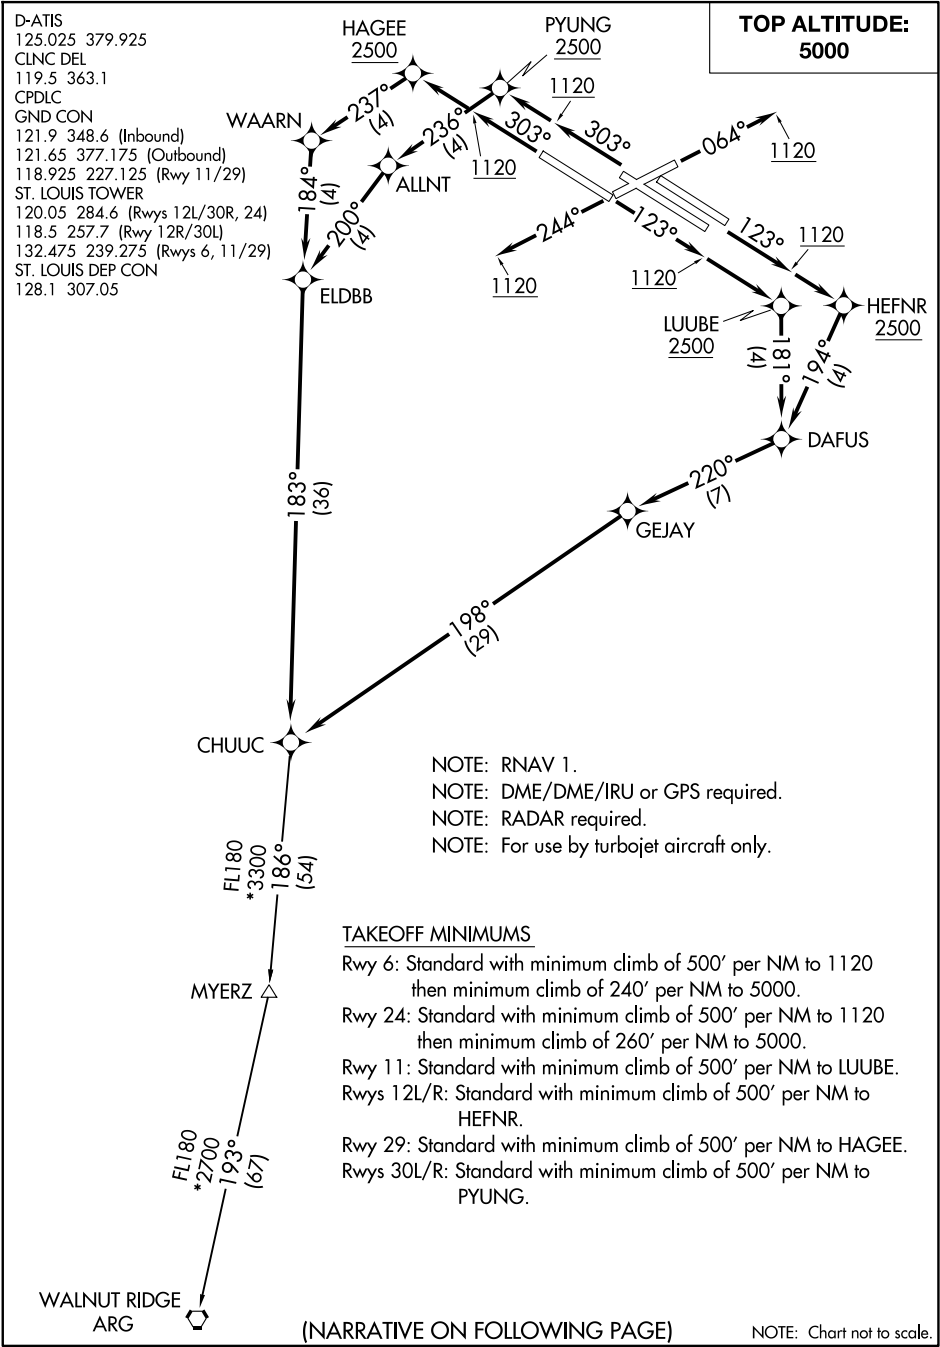 D-ATIS
125.025 379.925
CLNC DEL
119.5 363.1
CPDLC
GND CON
121.9 348.6 (Inbound)
121.65 377.175 (Outbound)
118.925 227.125 (Rwy 11/29)
ST. LOUIS TOWER
120.05 284.6 (Rwys 12L/30R, 24)
118.5 257.7 (Rwy 12R/30L)
132.475 239.275 (Rwys 6, 11/29)
ST. LOUIS DEP CON
128.1 307.05
TOP ALTITUDE:
5000
HAGEE
2500
PYUNG
2500
1120
237°
(4)
236°
(4)
303°
303°
1120
064°
1120
WAARN
ALLNT
184°
(4)
200°
(4)
244°
1120
123°
1120
123°
1120
ELDBB
LUUBE
2500
HEFNR
2500
181°
(4)
194°
(4)
DAFUS
220°
(7)
GEJAY
183°
(36)
198°
(29)
CHUUC
NOTE: RNAV 1.
NOTE: DME/DME/IRU or GPS required.
NOTE: RADAR required.
NOTE: For use by turbojet aircraft only.
FL180
*3300
186°
(54)
MYERZ
TAKEOFF MINIMUMS
Rwy 6: Standard with minimum climb of 500' per NM to 1120
then minimum climb of 240' per NM to 5000.
Rwy 24: Standard with minimum climb of 500' per NM to 1120
then minimum climb of 260' per NM to 5000.
Rwy 11: Standard with minimum climb of 500' per NM to LUUBE.
Rwys 12L/R: Standard with minimum climb of 500' per NM to
HEFNR.
Rwy 29: Standard with minimum climb of 500' per NM to HAGEE.
Rwys 30L/R: Standard with minimum climb of 500' per NM to
PYUNG.
FL180
*2700
193°
(67)
WALNUT RIDGE
ARG
(NARRATIVE ON FOLLOWING PAGE)
NOTE: Chart not to scale.